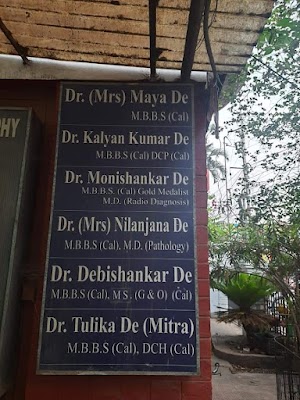 PHY
Dr. (Mrs) Maya De
M.B.B.S (Cal)
Dr. Kalyan Kumar De
M.B.B.S (Cal) DCP (Cal)
Dr. Monishankar De
M.B.B.S. (Cal) Gold Medalist
M.D. (Radio Diagnosis)
Dr. (Mrs) Nilanjana De
M.B.B.S (Cal), M.D. (Pathology)
Dr. Debishankar De
M.B.B.S (Cal), M S . (G & O) (Cal)
Dr. Tulika De (Mitra)
M.B.B.S (Cal), DCH (Cal)